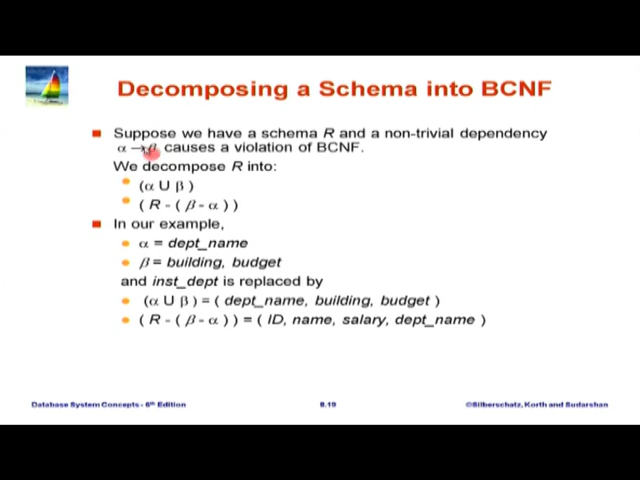 Decomposing a Schema into BCNF
Suppose we have a schema R and a non-trivial dependency
α →β causes a violation of BCNF.
We decompose R into:
(α U β )
( R - ( β - α ) )
In our example,
α = dept_name
β = building, budget
and inst_dept is replaced by
(α U β ) = ( dept_name, building, budget )
( R - ( β - α ) ) = ( ID, name, salary, dept_name )
Database System Concepts - 6th Edition
8.19
©Silberschatz, Korth and Sudarshan